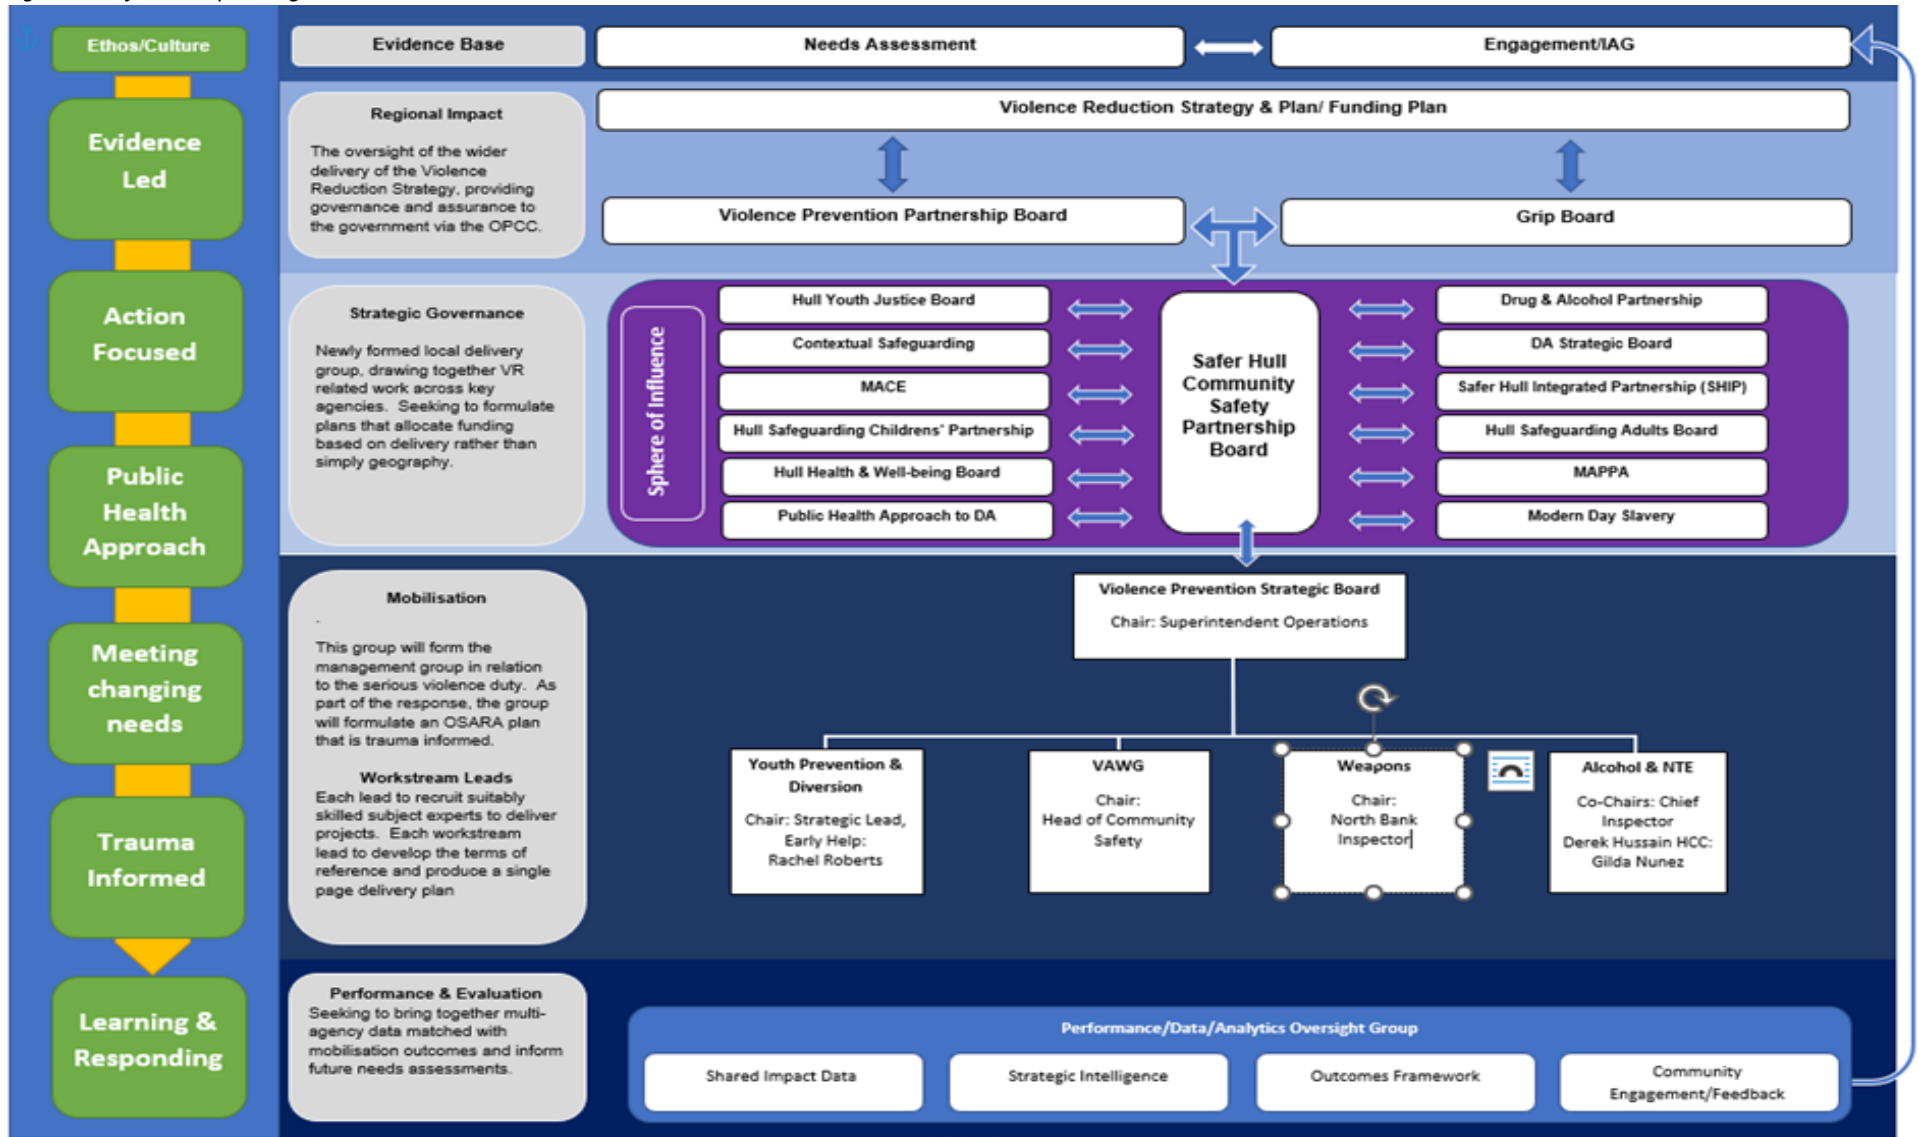 Ethos/Culture
Evidence
Led
Action
Focused
Public
Health
Approach
Meeting
changing
needs
Trauma
Informed
Learning &
Responding
Evidence Base
Needs Assessment
Engagement/IAG
Regional Impact
The oversight of the wider
delivery of the Violence
Reduction Strategy, providing
governance and assurance to
the government via the OPCC.
Violence Reduction Strategy & Plan/ Funding Plan
Violence Prevention Partnership Board
Grip Board
Strategic Governance
Newly formed local delivery
group, drawing together VR
related work across key
agencies. Seeking to formulate
plans that allocate funding
based on delivery rather than
simply geography.
Sphere of Influence
Hull Youth Justice Board
Contextual Safeguarding
MACE
Hull Safeguarding Childrens' Partnership
Hull Health & Well-being Board
Public Health Approach to DA
Safer Hull
Community
Safety
Partnership
Board
Drug & Alcohol Partnership
DA Strategic Board
Safer Hull Integrated Partnership (SHIP)
Hull Safeguarding Adults Board
MAPPA
Modern Day Slavery
Mobilisation
.
This group will form the
management group in relation
to the serious violence duty. As
part of the response, the group
will formulate an OSARA plan
that is trauma informed.
Workstream Leads
Each lead to recruit suitably
skilled subject experts to deliver
projects. Each workstream
lead to develop the terms of
reference and produce a single
page delivery plan
Violence Prevention Strategic Board
Chair: Superintendent Operations
Youth Prevention &
Diversion
Chair: Strategic Lead,
Early Help:
Rachel Roberts
VAWG
Chair:
Head of Community
Safety
Weapons
Chair:
North Bank
Inspector
Alcohol & NTE
Co-Chairs: Chief
Inspector
Derek Hussain HCC:
Gilda Nunez
Performance & Evaluation
Seeking to bring together multi-
agency data matched with
mobilisation outcomes and inform
future needs assessments.
Performance/Data/Analytics Oversight Group
Shared Impact Data
Strategic Intelligence
Outcomes Framework
Community
Engagement/Feedback